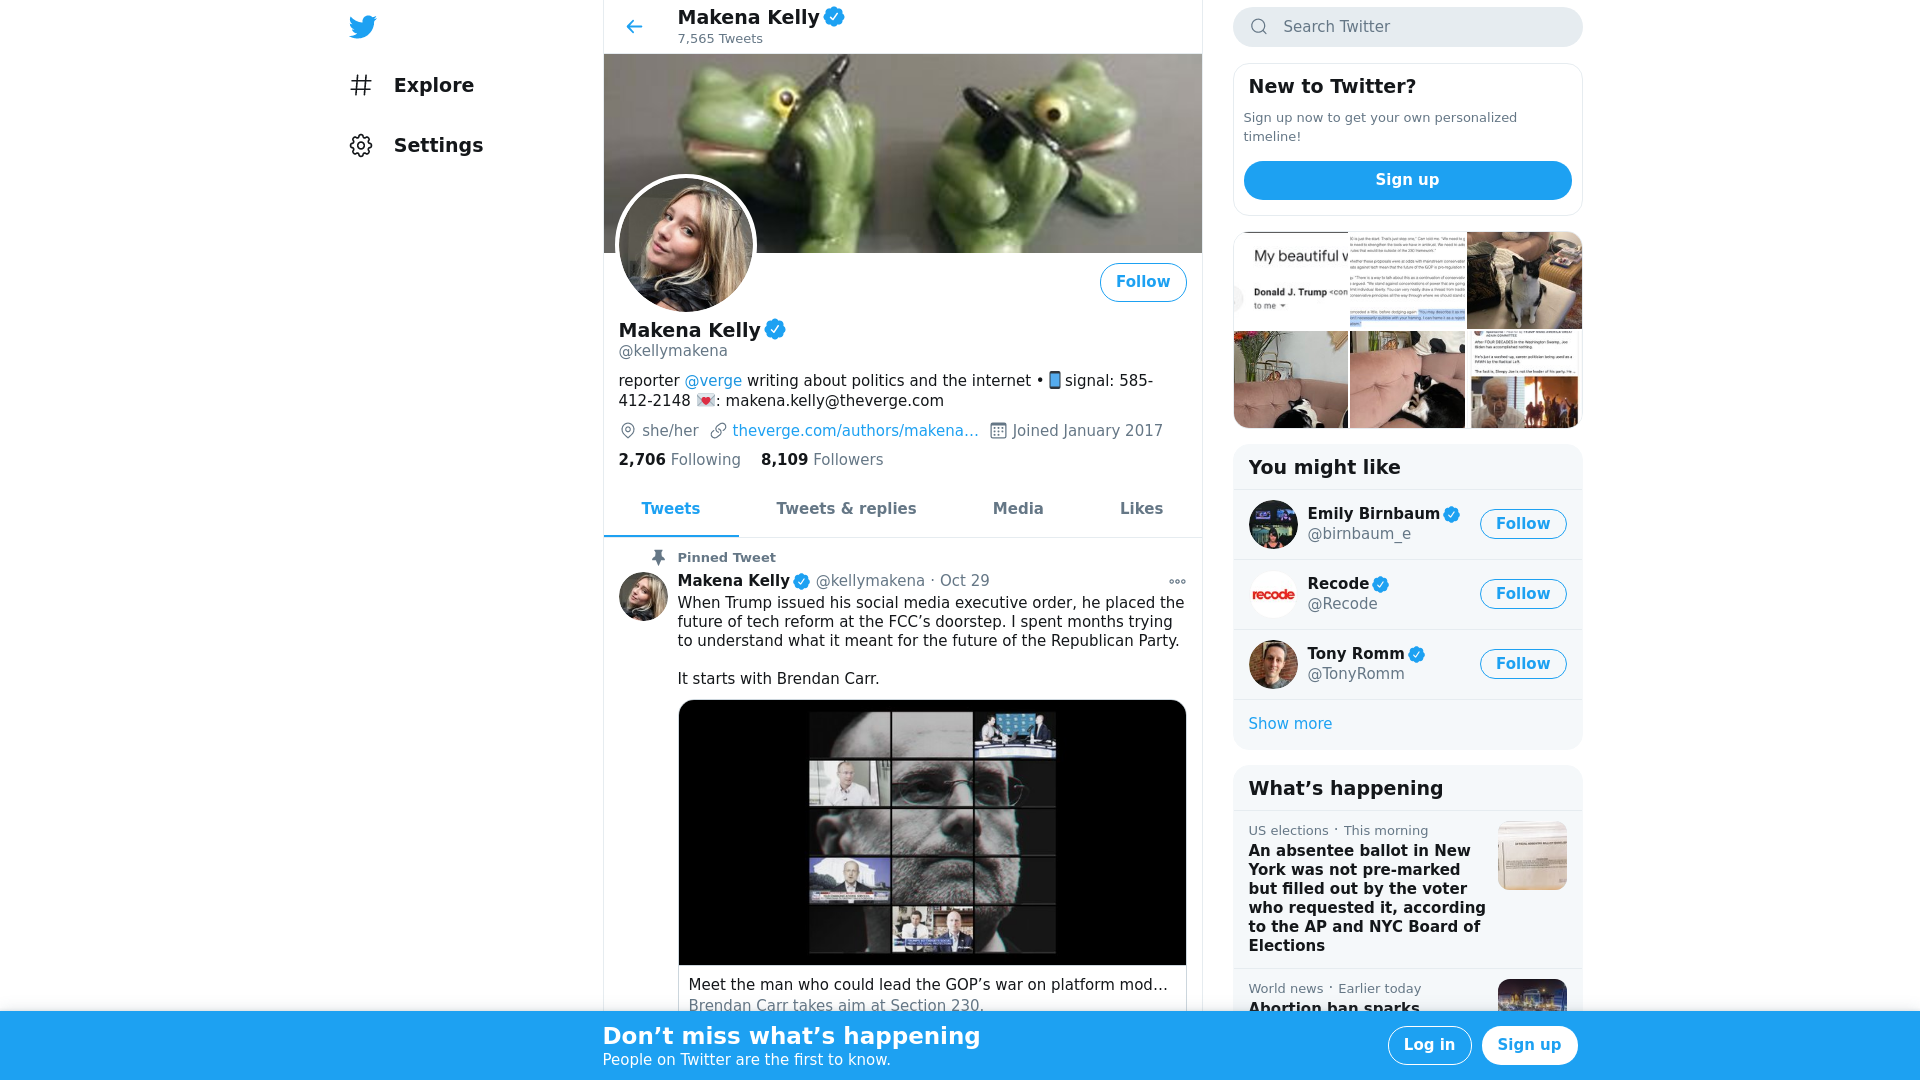 Explore
Settings
Makena Kelly
7,565 Tweets
Follow
Makena Kelly
@kellymakena
reporter @verge writing about politics and the internet • signal: 585-
412-2148 : makena.kelly@theverge.com
she/her theverge.com/authors/makena… Joined January 2017
2,706 Following 8,109 Followers
Tweets Tweets & replies Media Likes
Pinned Tweet
Makena Kelly @kellymakena · Oct 29
When Trump issued his social media executive order, he placed the
future of tech reform at the FCC’s doorstep. I spent months trying
to understand what it meant for the future of the Republican Party.
It starts with Brendan Carr.
Meet the man who could lead the GOP’s war on platform mod…
Brendan Carr takes aim at Section 230.
Search Twitter
New to Twitter?
Sign up now to get your own personalized
timeline!
Sign up
My beautiful
Donald J. Trump
to me
You might like
Emily Birnbaum
@birnbaum_e
Follow
recode
Recode
@Recode
Follow
Tony Romm
@TonyRomm
Follow
Show more
What’s happening
US elections · This morning
An absentee ballot in New
York was not pre-marked
but filled out by the voter
who requested it, according
to the AP and NYC Board of
Elections
World news · Earlier today
Abortion ban sparks
Don’t miss what’s happening
People on Twitter are the first to know.
Log in
Sign up